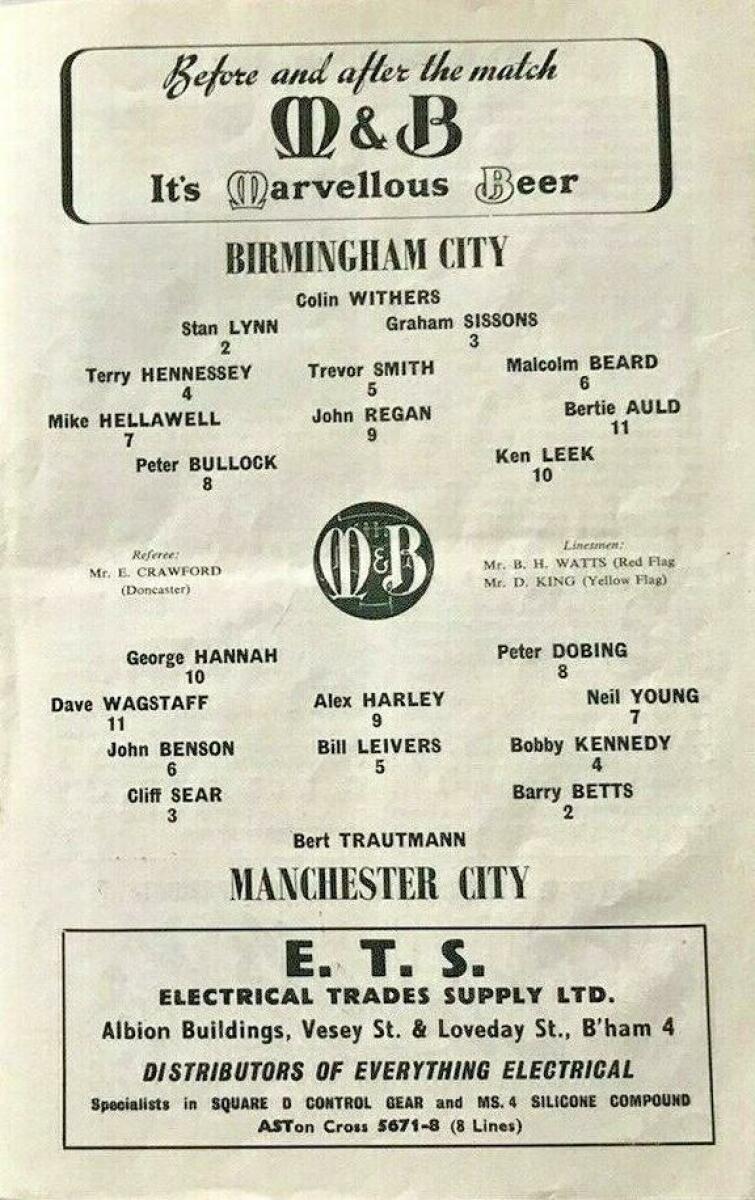 Before and after the match
M & B
It's Marvellous Beer
BIRMINGHAM CITY
Colin WITHERS
Stan LYNN Graham SISSONS
2 3
Terry HENNESSEY Trevor SMITH Malcolm BEARD
4 5 6
Mike HELLAWELL John REGAN Bertie AULD
7 9 11
Peter BULLOCK Ken LEEK
8 10
Referee:
Mr. E. CRAWFORD
(Doncaster)
M&B
Linesmen:
Mr. B. H. WATTS (Red Flag
Mr. D. KING (Yellow Flag)
George HANNAH Peter DOBING
10 8
Dave WAGSTAFF Alex HARLEY Neil YOUNG
11 9 7
John BENSON Bill LEIVERS Bobby KENNEDY
6 5 4
Cliff SEAR Barry BETTS
3 2
Bert TRAUTMANN
MANCHESTER CITY
E. T. S.
ELECTRICAL TRADES SUPPLY LTD.
Albion Buildings, Vesey St. & Loveday St., B'ham 4
DISTRIBUTORS OF EVERYTHING ELECTRICAL
Specialists in SQUARE D CONTROL GEAR and MS.4 SILICONE COMPOUND
ASTon Cross 5671-8 (8 Lines)